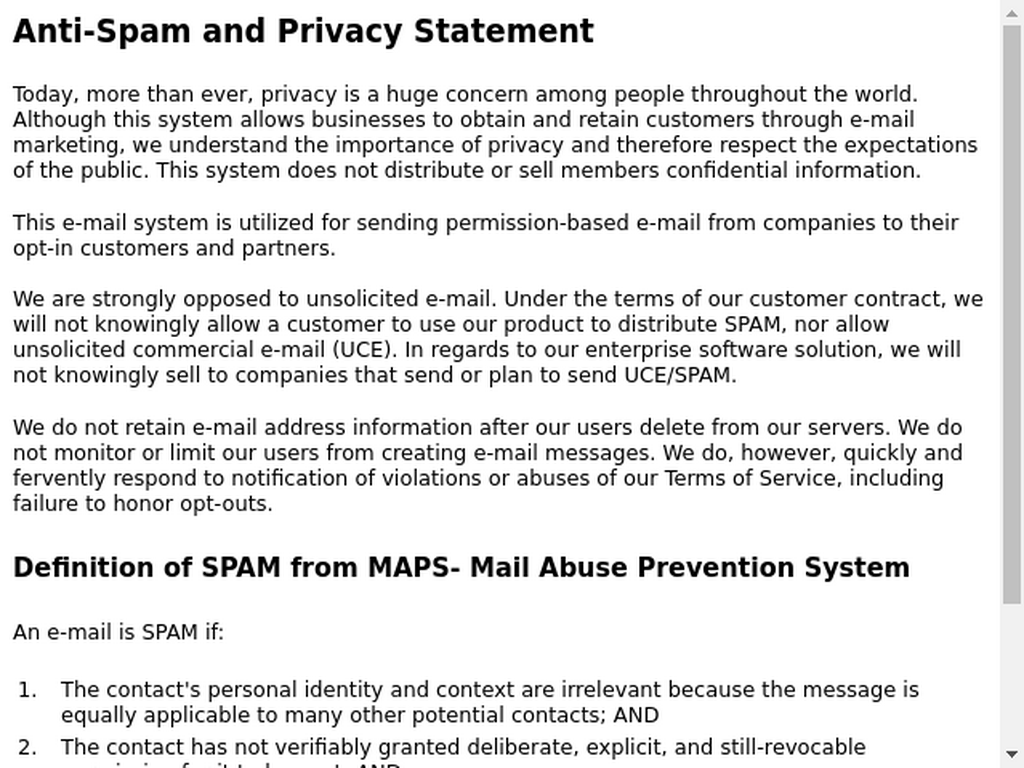 Anti-Spam and Privacy Statement
Today, more than ever, privacy is a huge concern among people throughout the world.
Although this system allows businesses to obtain and retain customers through e-mail
marketing, we understand the importance of privacy and therefore respect the expectations
of the public. This system does not distribute or sell members confidential information.
This e-mail system is utilized for sending permission-based e-mail from companies to their
opt-in customers and partners.
We are strongly opposed to unsolicited e-mail. Under the terms of our customer contract, we
will not knowingly allow a customer to use our product to distribute SPAM, nor allow
unsolicited commercial e-mail (UCE). In regards to our enterprise software solution, we will
not knowingly sell to companies that send or plan to send UCE/SPAM.
We do not retain e-mail address information after our users delete from our servers. We do
not monitor or limit our users from creating e-mail messages. We do, however, quickly and
fervently respond to notification of violations or abuses of our Terms of Service, including
failure to honor opt-outs.
Definition of SPAM from MAPS- Mail Abuse Prevention System
An e-mail is SPAM if:
1. The contact's personal identity and context are irrelevant because the message is
equally applicable to many other potential contacts; AND
2. The contact has not verifiably granted deliberate, explicit, and still-revocable